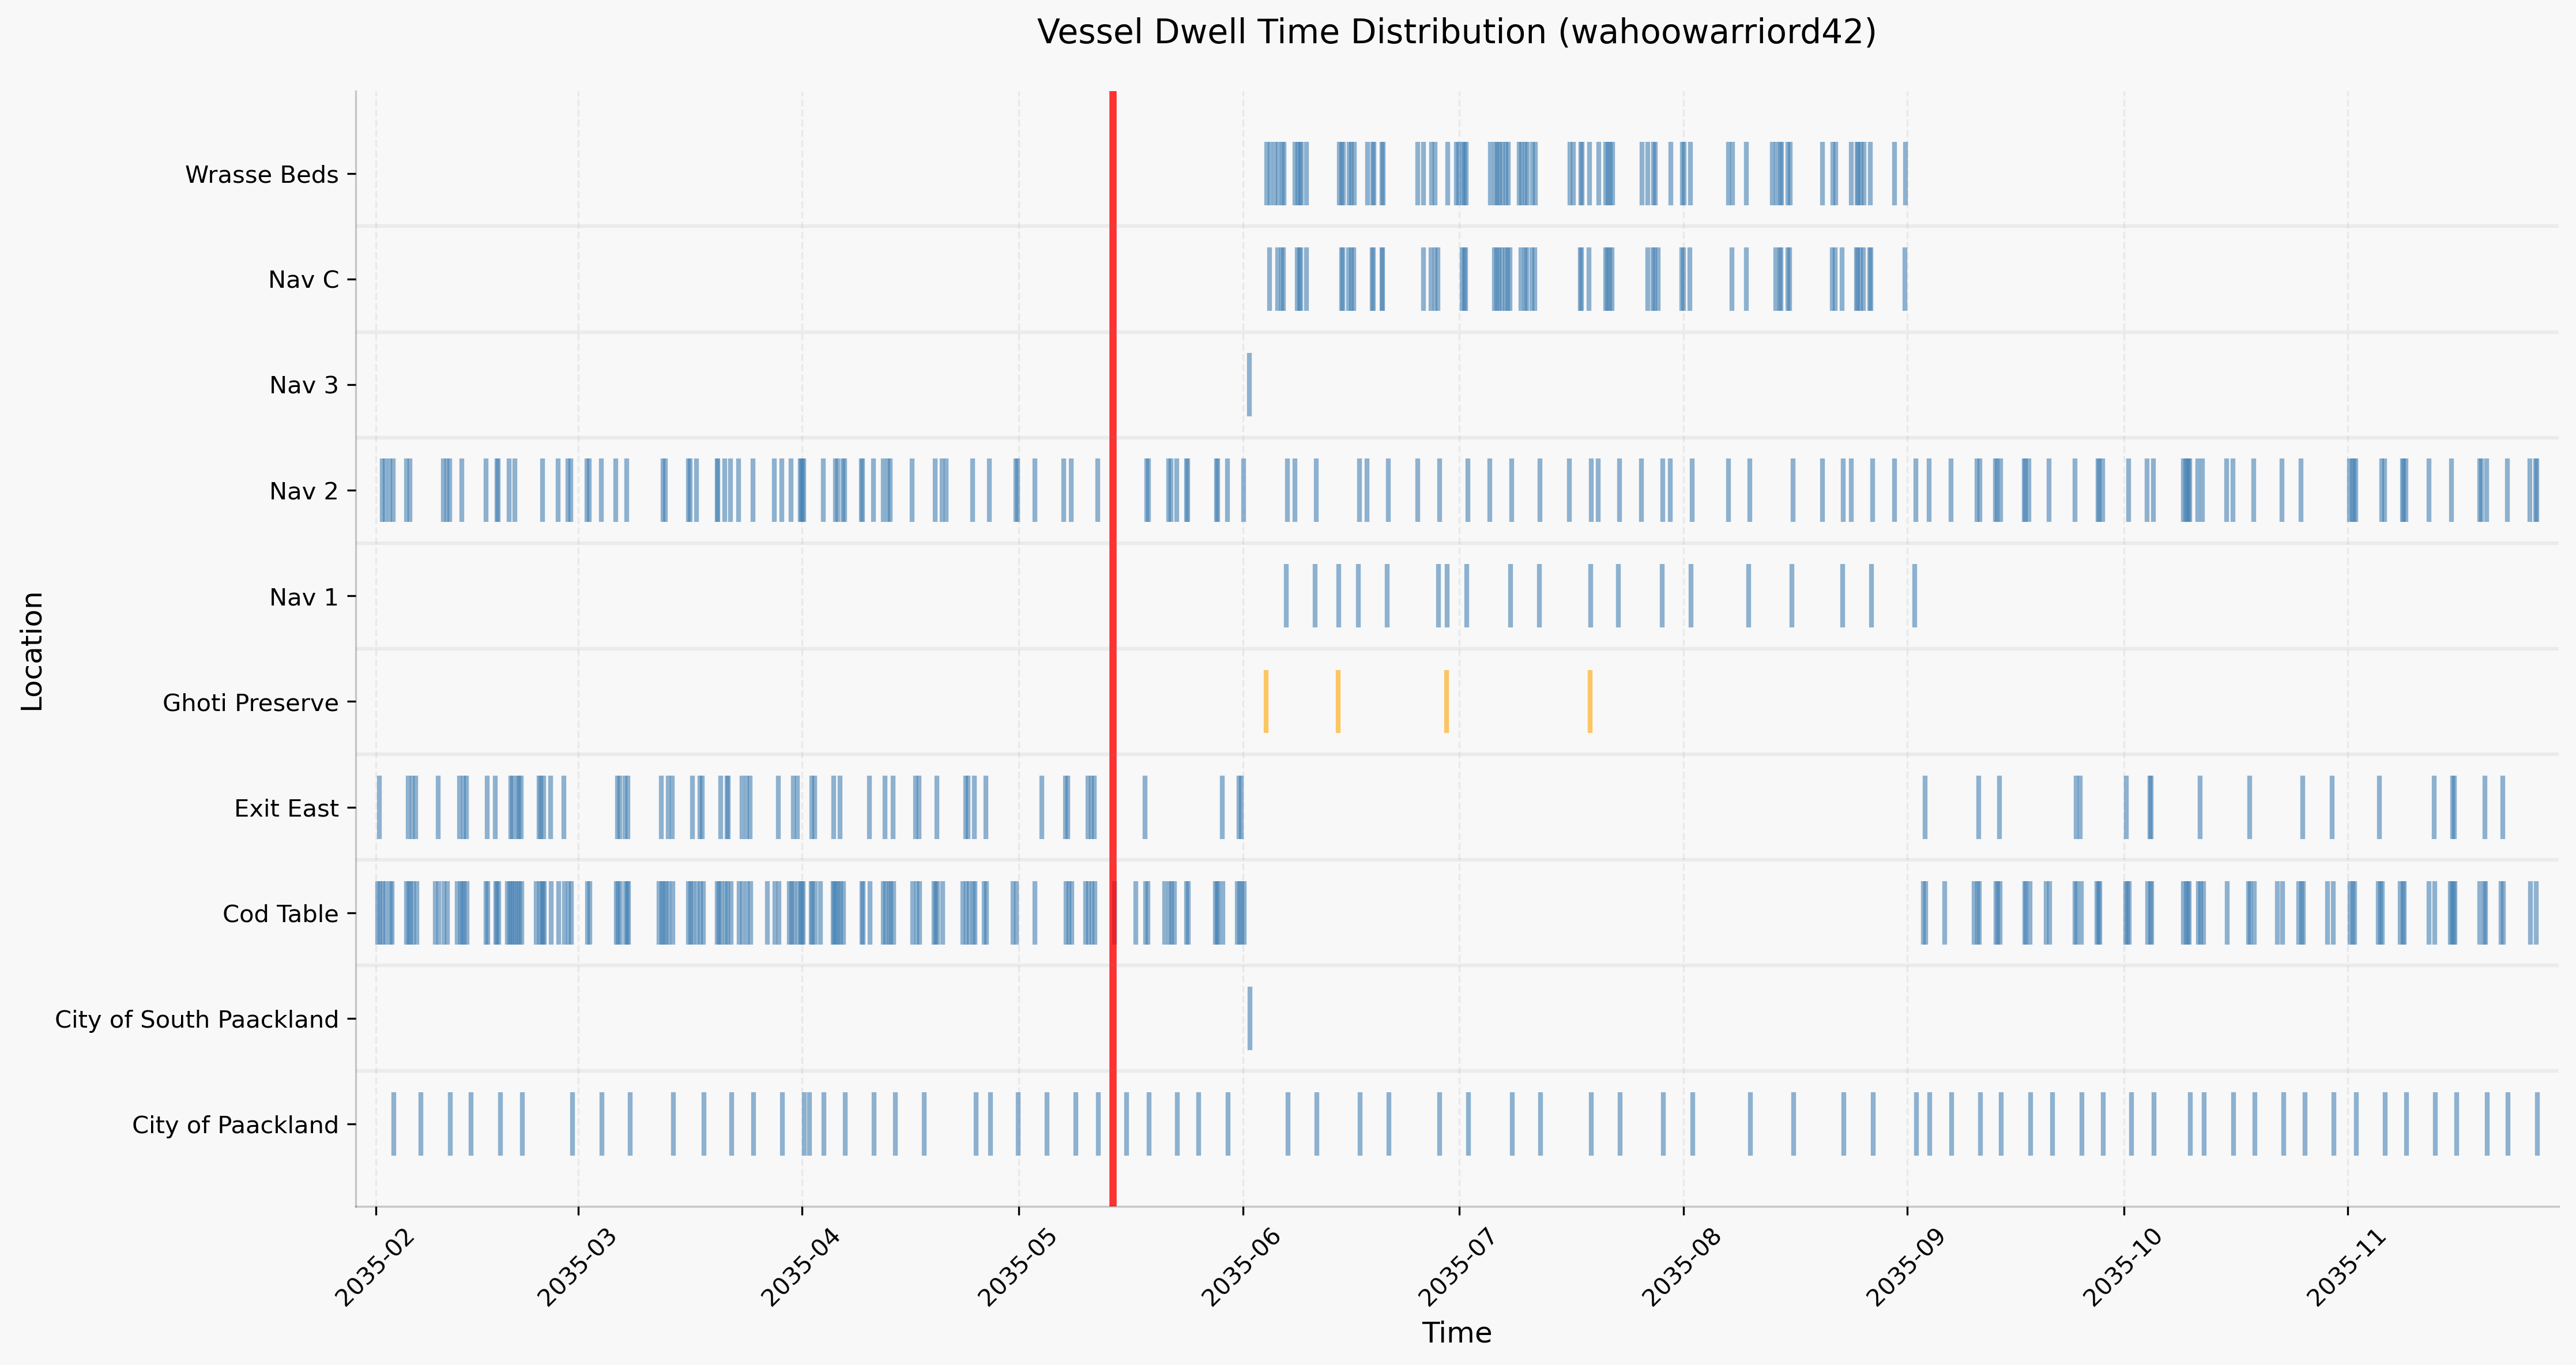 Vessel Dwell Time Distribution (wahoowarriord42)
Location
Wrasse Beds
Nav C
Nav 3
Nav 2
Nav 1
Ghoti Preserve
Exit East
Cod Table
City of South Paackland
City of Paackland
2035-02
2035-03
2035-04
2035-05
2035-06
2035-07
2035-08
2035-09
2035-10
2035-11
Time